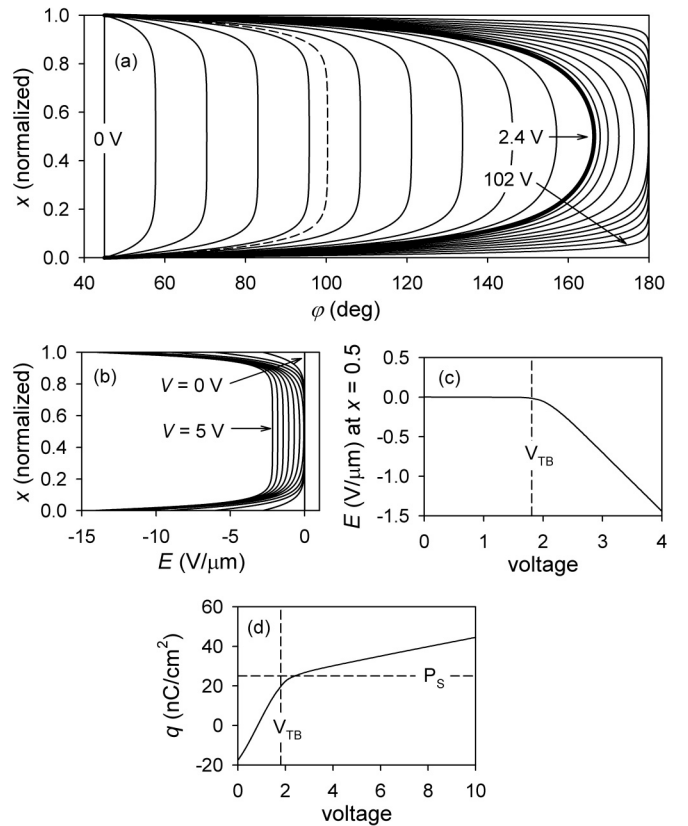 1.0
0.8
0.6
0.4
0.2
0.0
x (normalized)
(a)
0 V
2.4 V
102 V
40 60 80 100 120 140 160 180
φ (deg)
1.0
0.8
0.6
0.4
0.2
0.0
x (normalized)
(b)
V = 0 V
V = 5 V
-15 -10 -5 0
E (V/μm)
0.5
0.0
-0.5
-1.0
-1.5
E (V/μm) at x = 0.5
(c)
V_TB
0 1 2 3 4
voltage
60
40
20
0
-20
q (nC/cm²)
(d)
P_S
V_TB
0 2 4 6 8 10
voltage